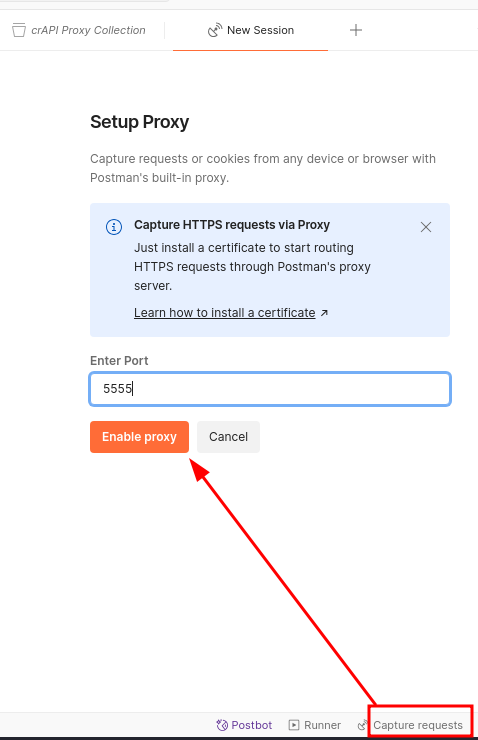 crAPI Proxy Collection
New Session
Setup Proxy
Capture requests or cookies from any device or browser with
Postman's built-in proxy.
Capture HTTPS requests via Proxy
Just install a certificate to start routing
HTTPS requests through Postman's proxy
server.
Learn how to install a certificate
Enter Port
5555
Enable proxy
Cancel
Postbot
Runner
Capture requests